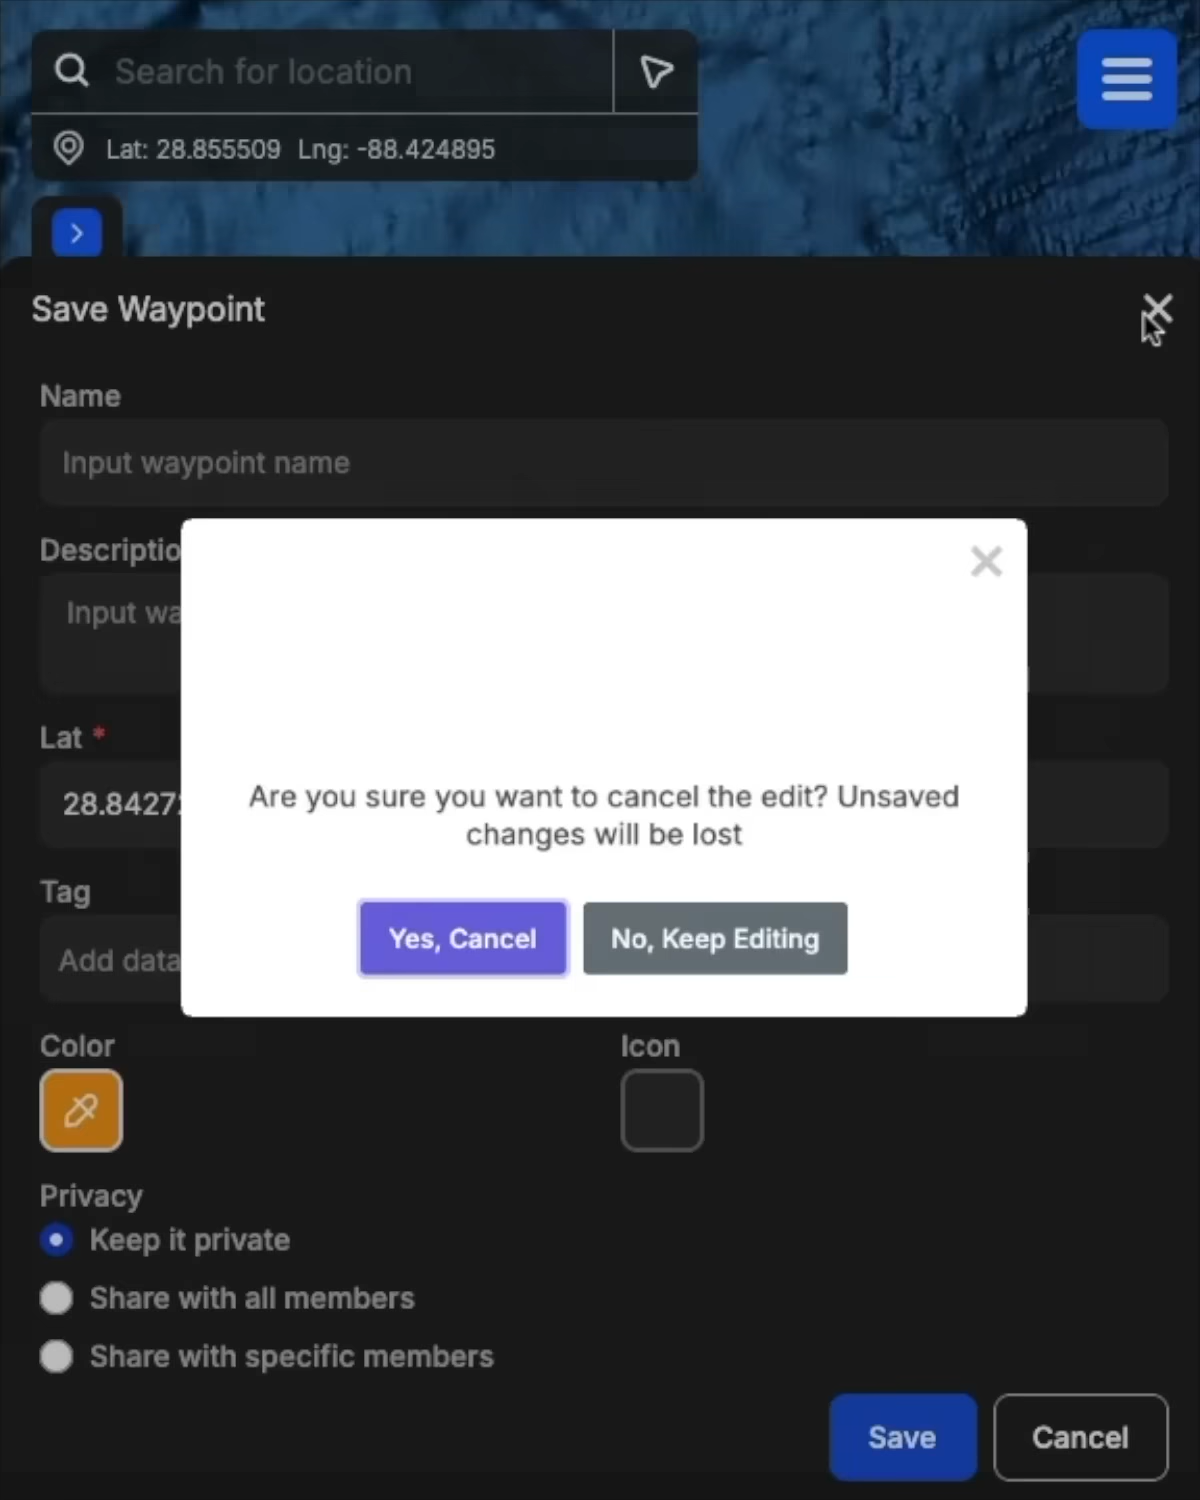 Search for location
Lat: 28.855509 Lng: -88.424895
Save Waypoint
Name
Input waypoint name
Descriptio
Input wa
Lat *
28.8427
Tag
Add data
Are you sure you want to cancel the edit? Unsaved
changes will be lost
Yes, Cancel
No, Keep Editing
Color
Icon
Privacy
Keep it private
Share with all members
Share with specific members
Save
Cancel